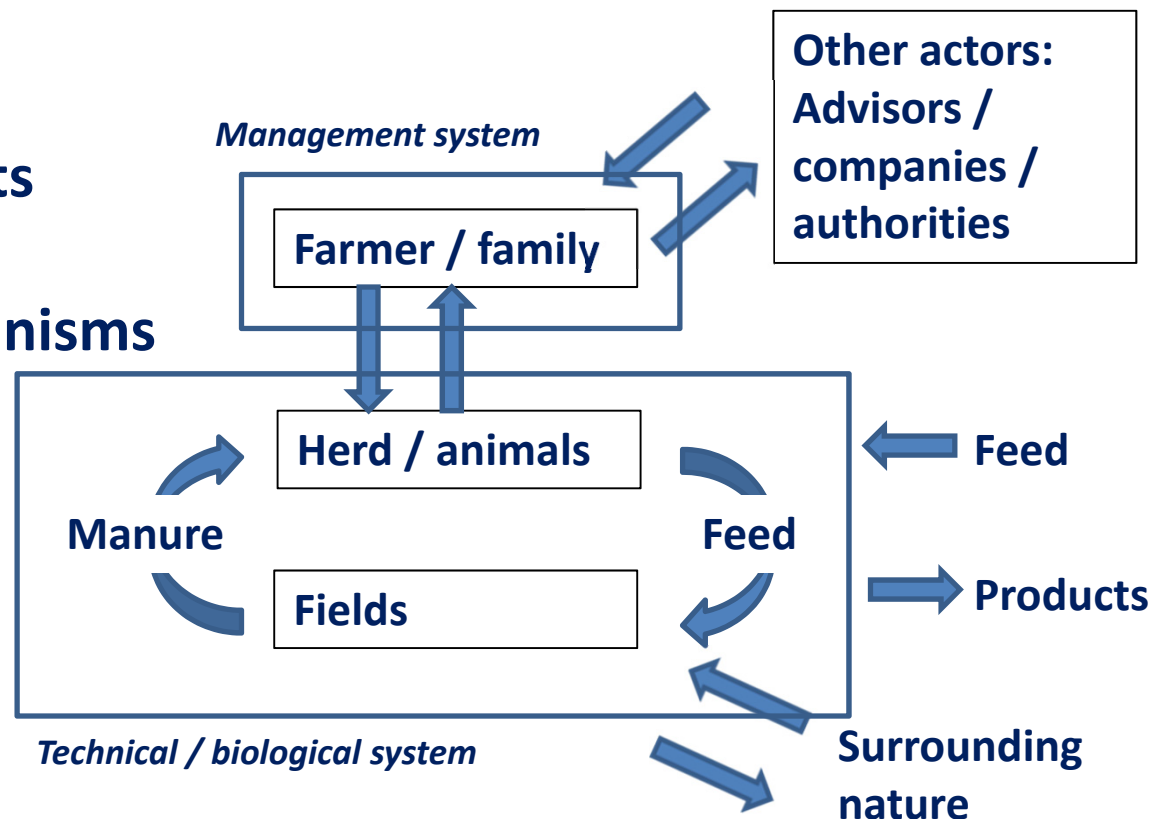 Other actors:
Advisors /
companies /
authorities
Management system
ts
Farmer / family
nisms
Herd / animals
Feed
Manure
Feed
Fields
Products
Technical / biological system
Surrounding
nature